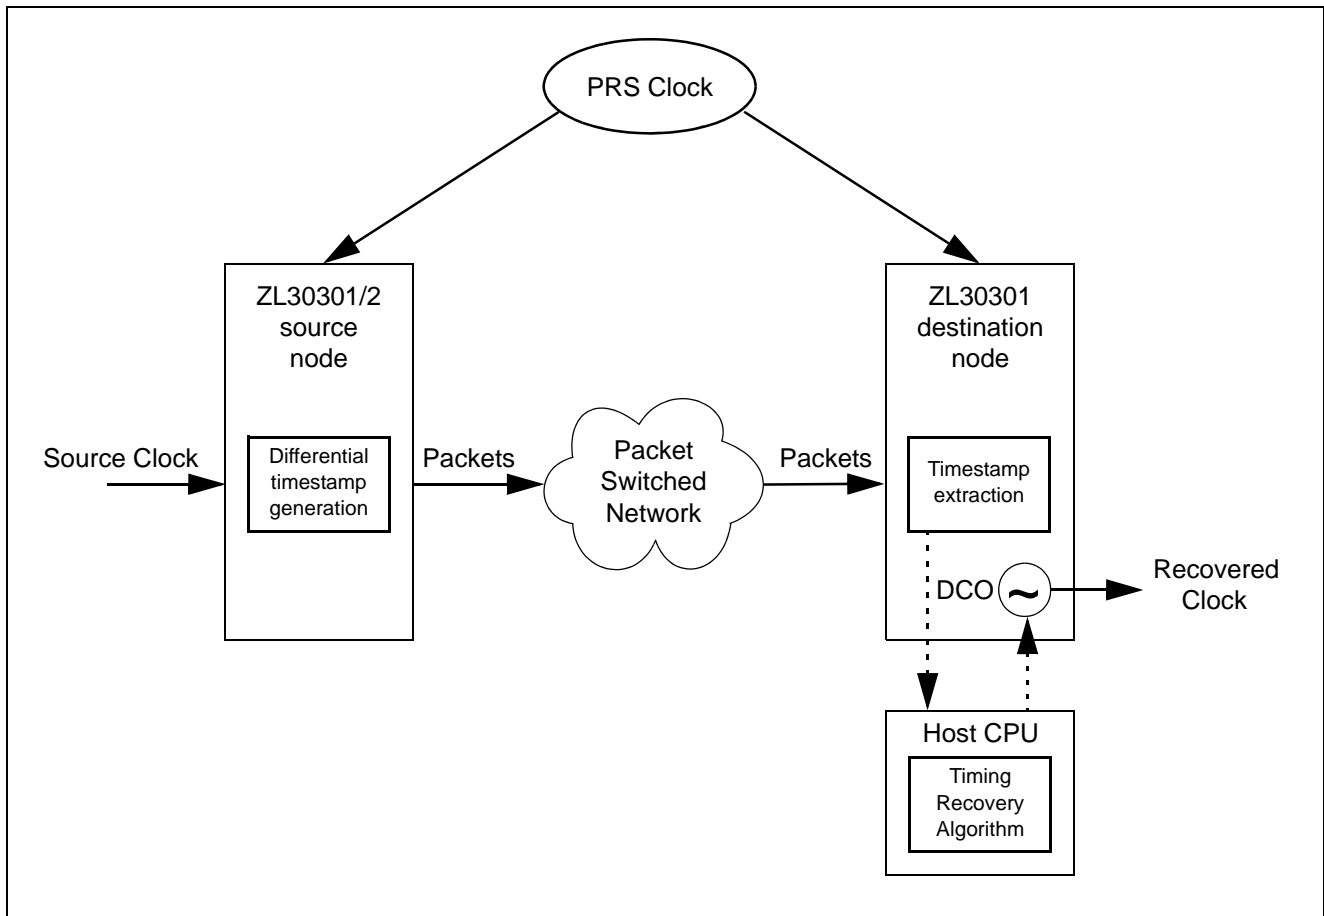 PRS Clock
ZL30301/2
source
node
ZL30301
destination
node
Source Clock
Differential
timestamp
generation
Packets
Packet
Switched
Network
Packets
Timestamp
extraction
DCO
~
Recovered
Clock
Host CPU
Timing
Recovery
Algorithm